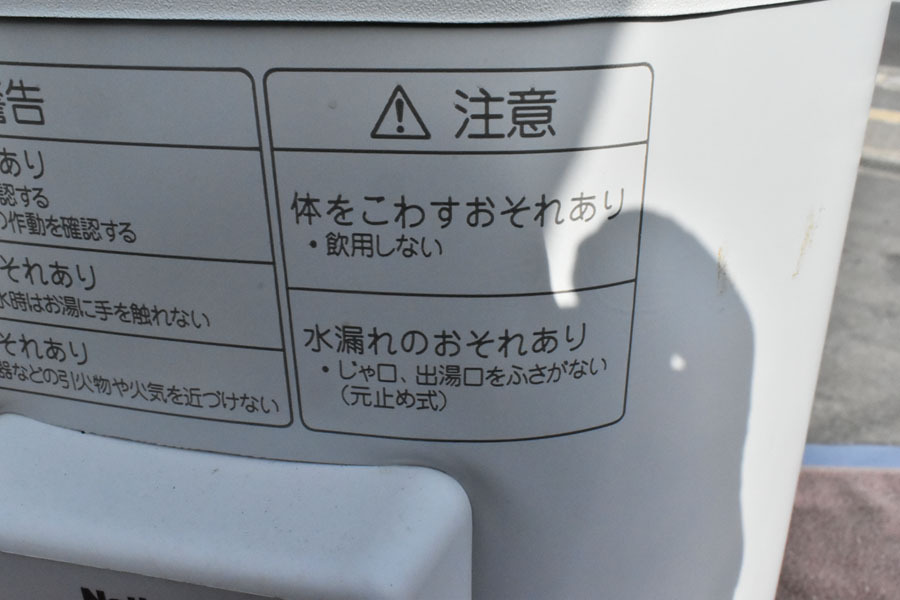 警告
あり
認する
の作動を確認する
それあり
水時はお湯に手を触れない
それあり
器などの引火物や火気を近づけない
注意
体をこわすおそれあり
・飲用しない
水漏れのおそれあり
・じゃ口、出湯口をふさがない
（元止め式）